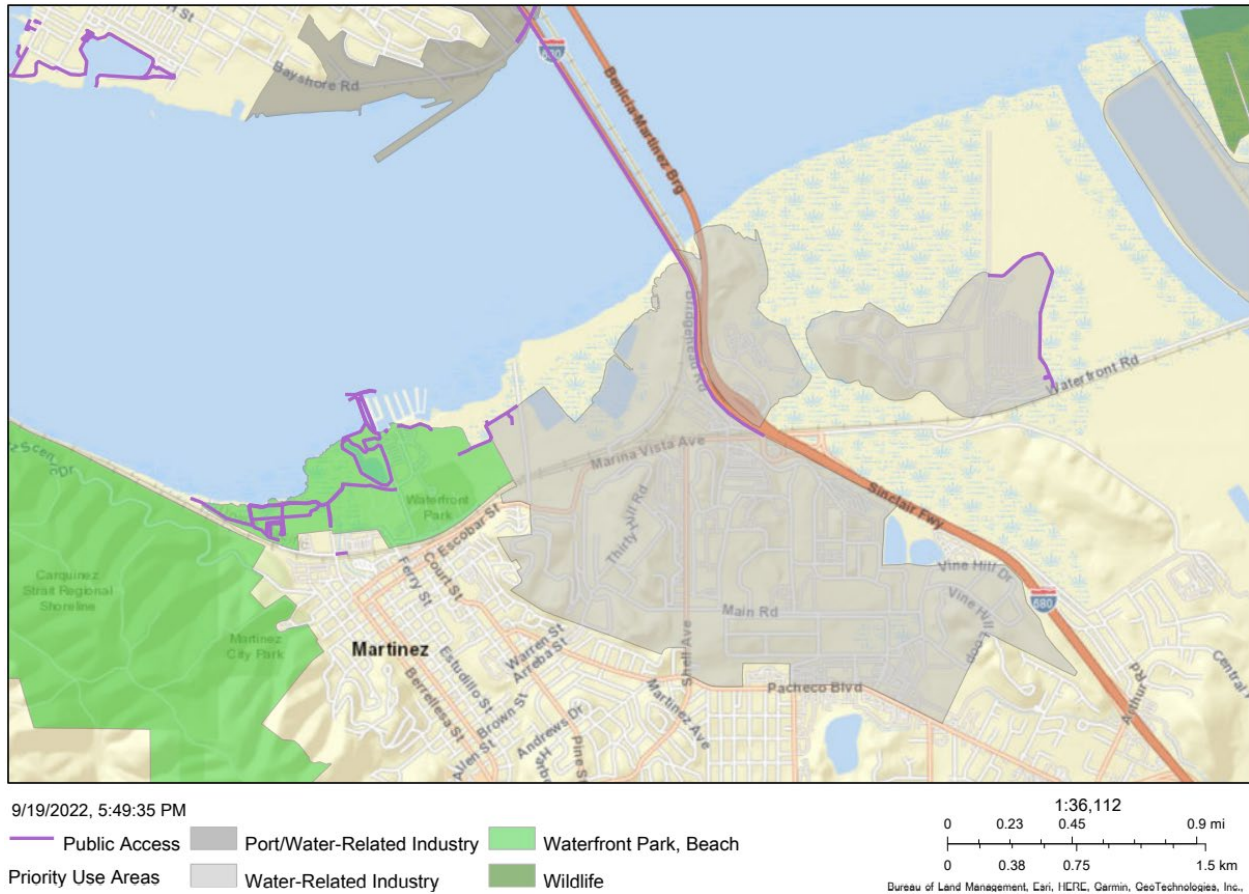 H St
Bayshore Rd
680
Benicia-Martinez Brg
Bridgehead Rd
Waterfront Rd
Marina Vista Ave
Scenic Dr
Waterfront
Park
Escobar St
Sinclair Fwy
Thirty Hill Rd
Ferry St
Court St
Carquinez
Strait Regional
Shoreline
Vine Hill Dr
Vine Hill Loop
680
Main Rd
Martinez
City Park
Martinez
Warren St
Arreba St
Shell Ave
Estudillo St
Berrellesa St
Brown St
Allen St
Andrews Dr
Pine St
Martinez Ave
Pacheco Blvd
Arthur Rd
Central
9/19/2022, 5:49:35 PM
Public Access
Priority Use Areas
Port/Water-Related Industry
Water-Related Industry
Waterfront Park, Beach
Wildlife
1:36,112
0 0.23 0.45 0.9 mi
0 0.38 0.75 1.5 km
Bureau of Land Management, Esri, HERE, Garmin, GeoTechnologies, Inc.,